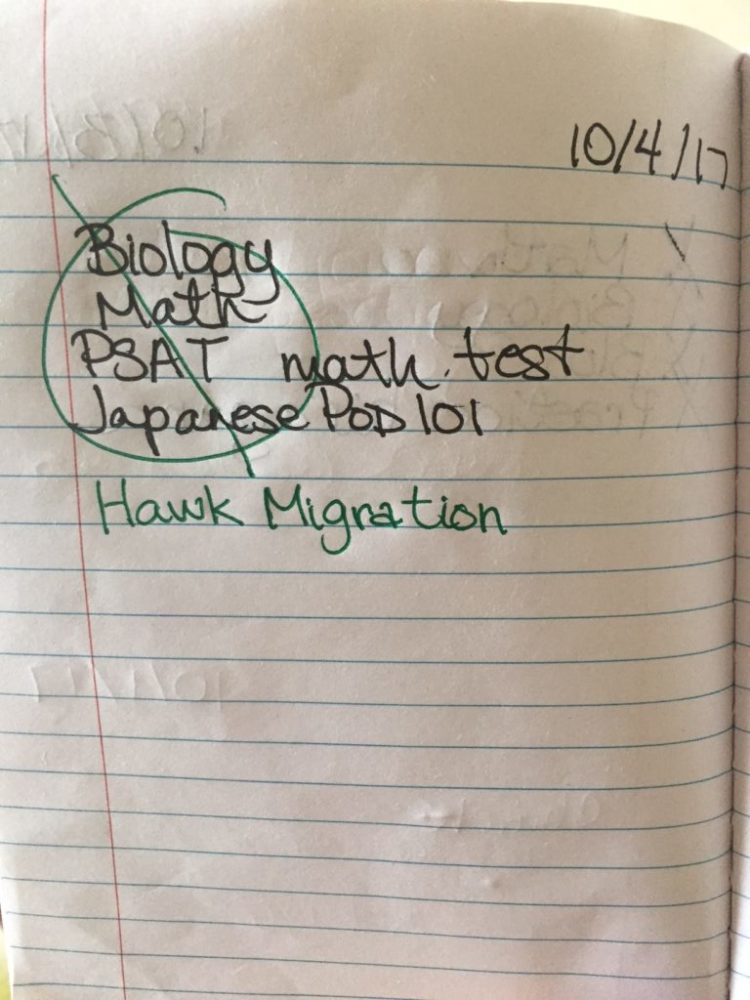 10/4/17
Biology
Math
PSAT math test
Japanese POD 101
Hawk Migration